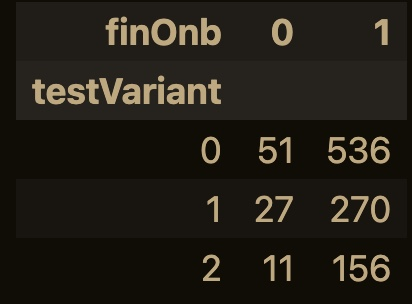 finOnb 0 1
testVariant
0 51 536
1 27 270
2 11 156